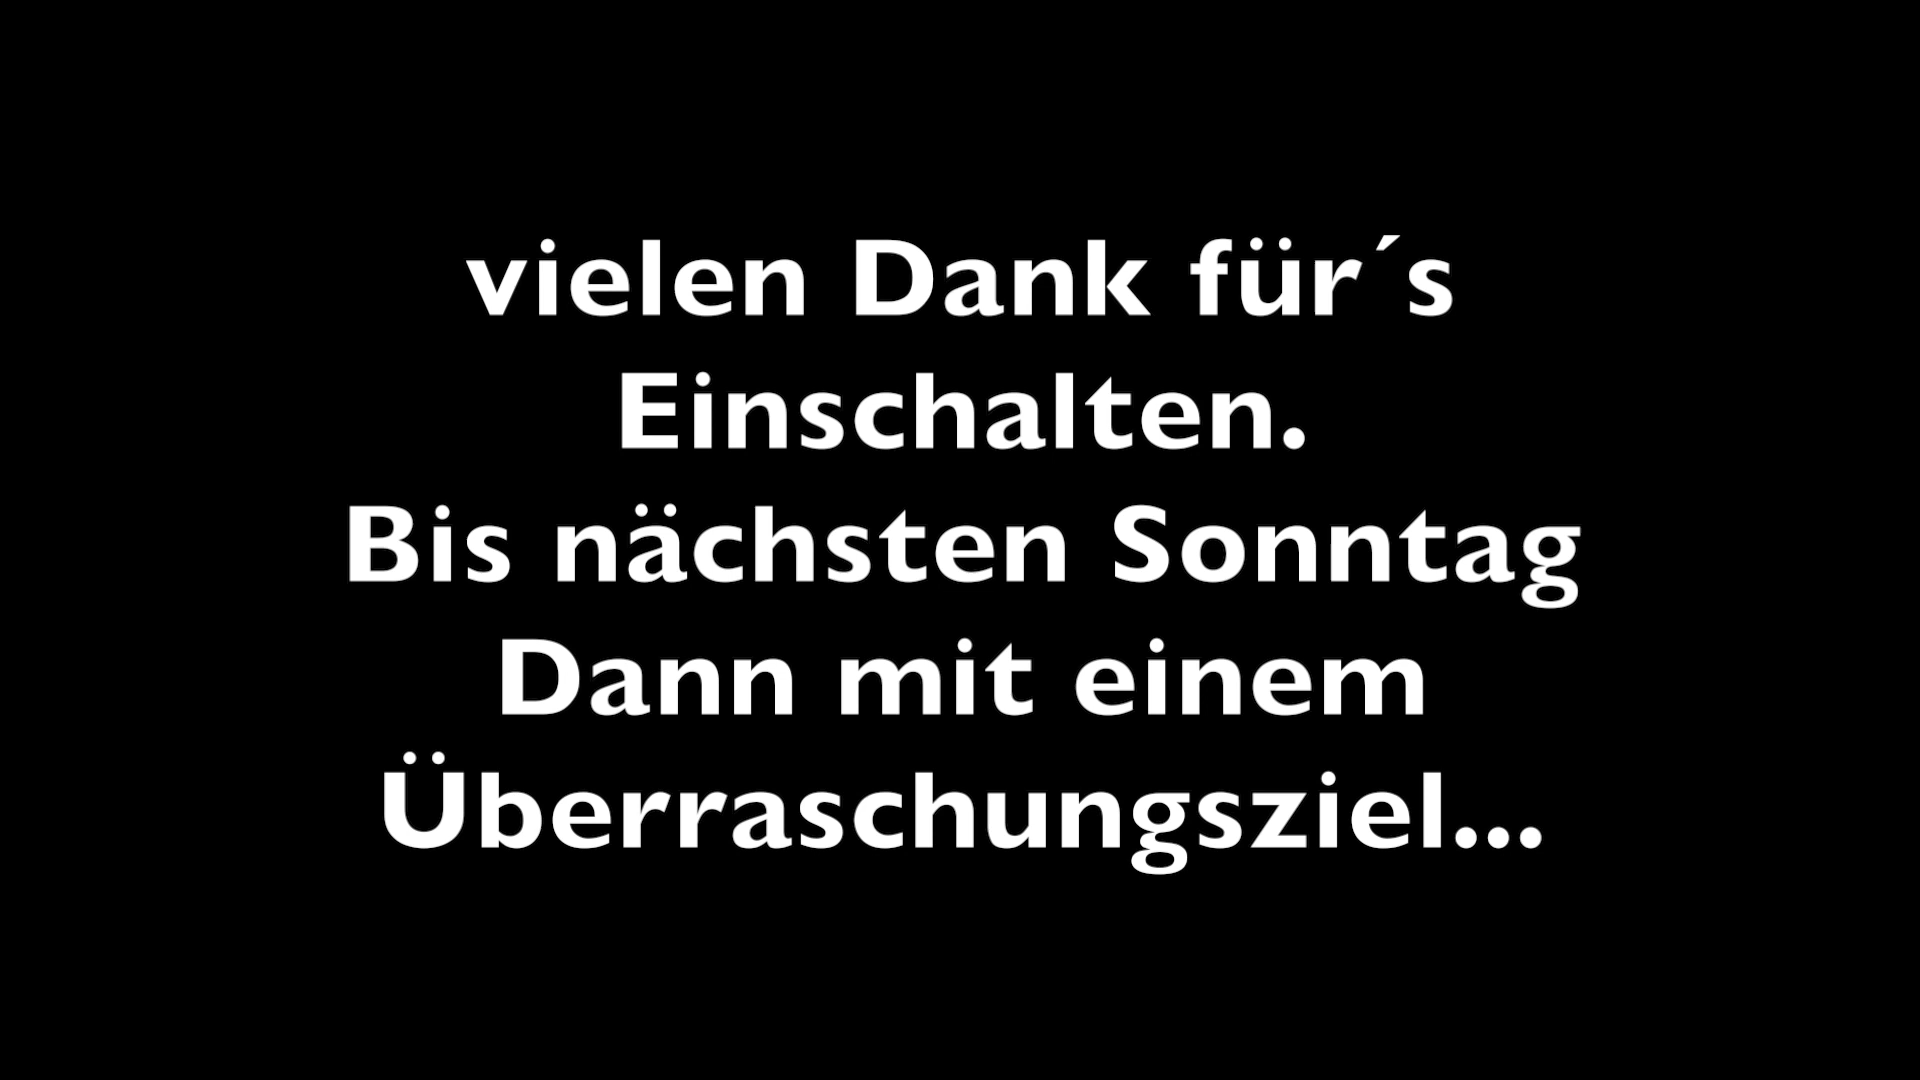 vielen Dank für´s
Einschalten.
Bis nächsten Sonntag
Dann mit einem
Überraschungsziel...